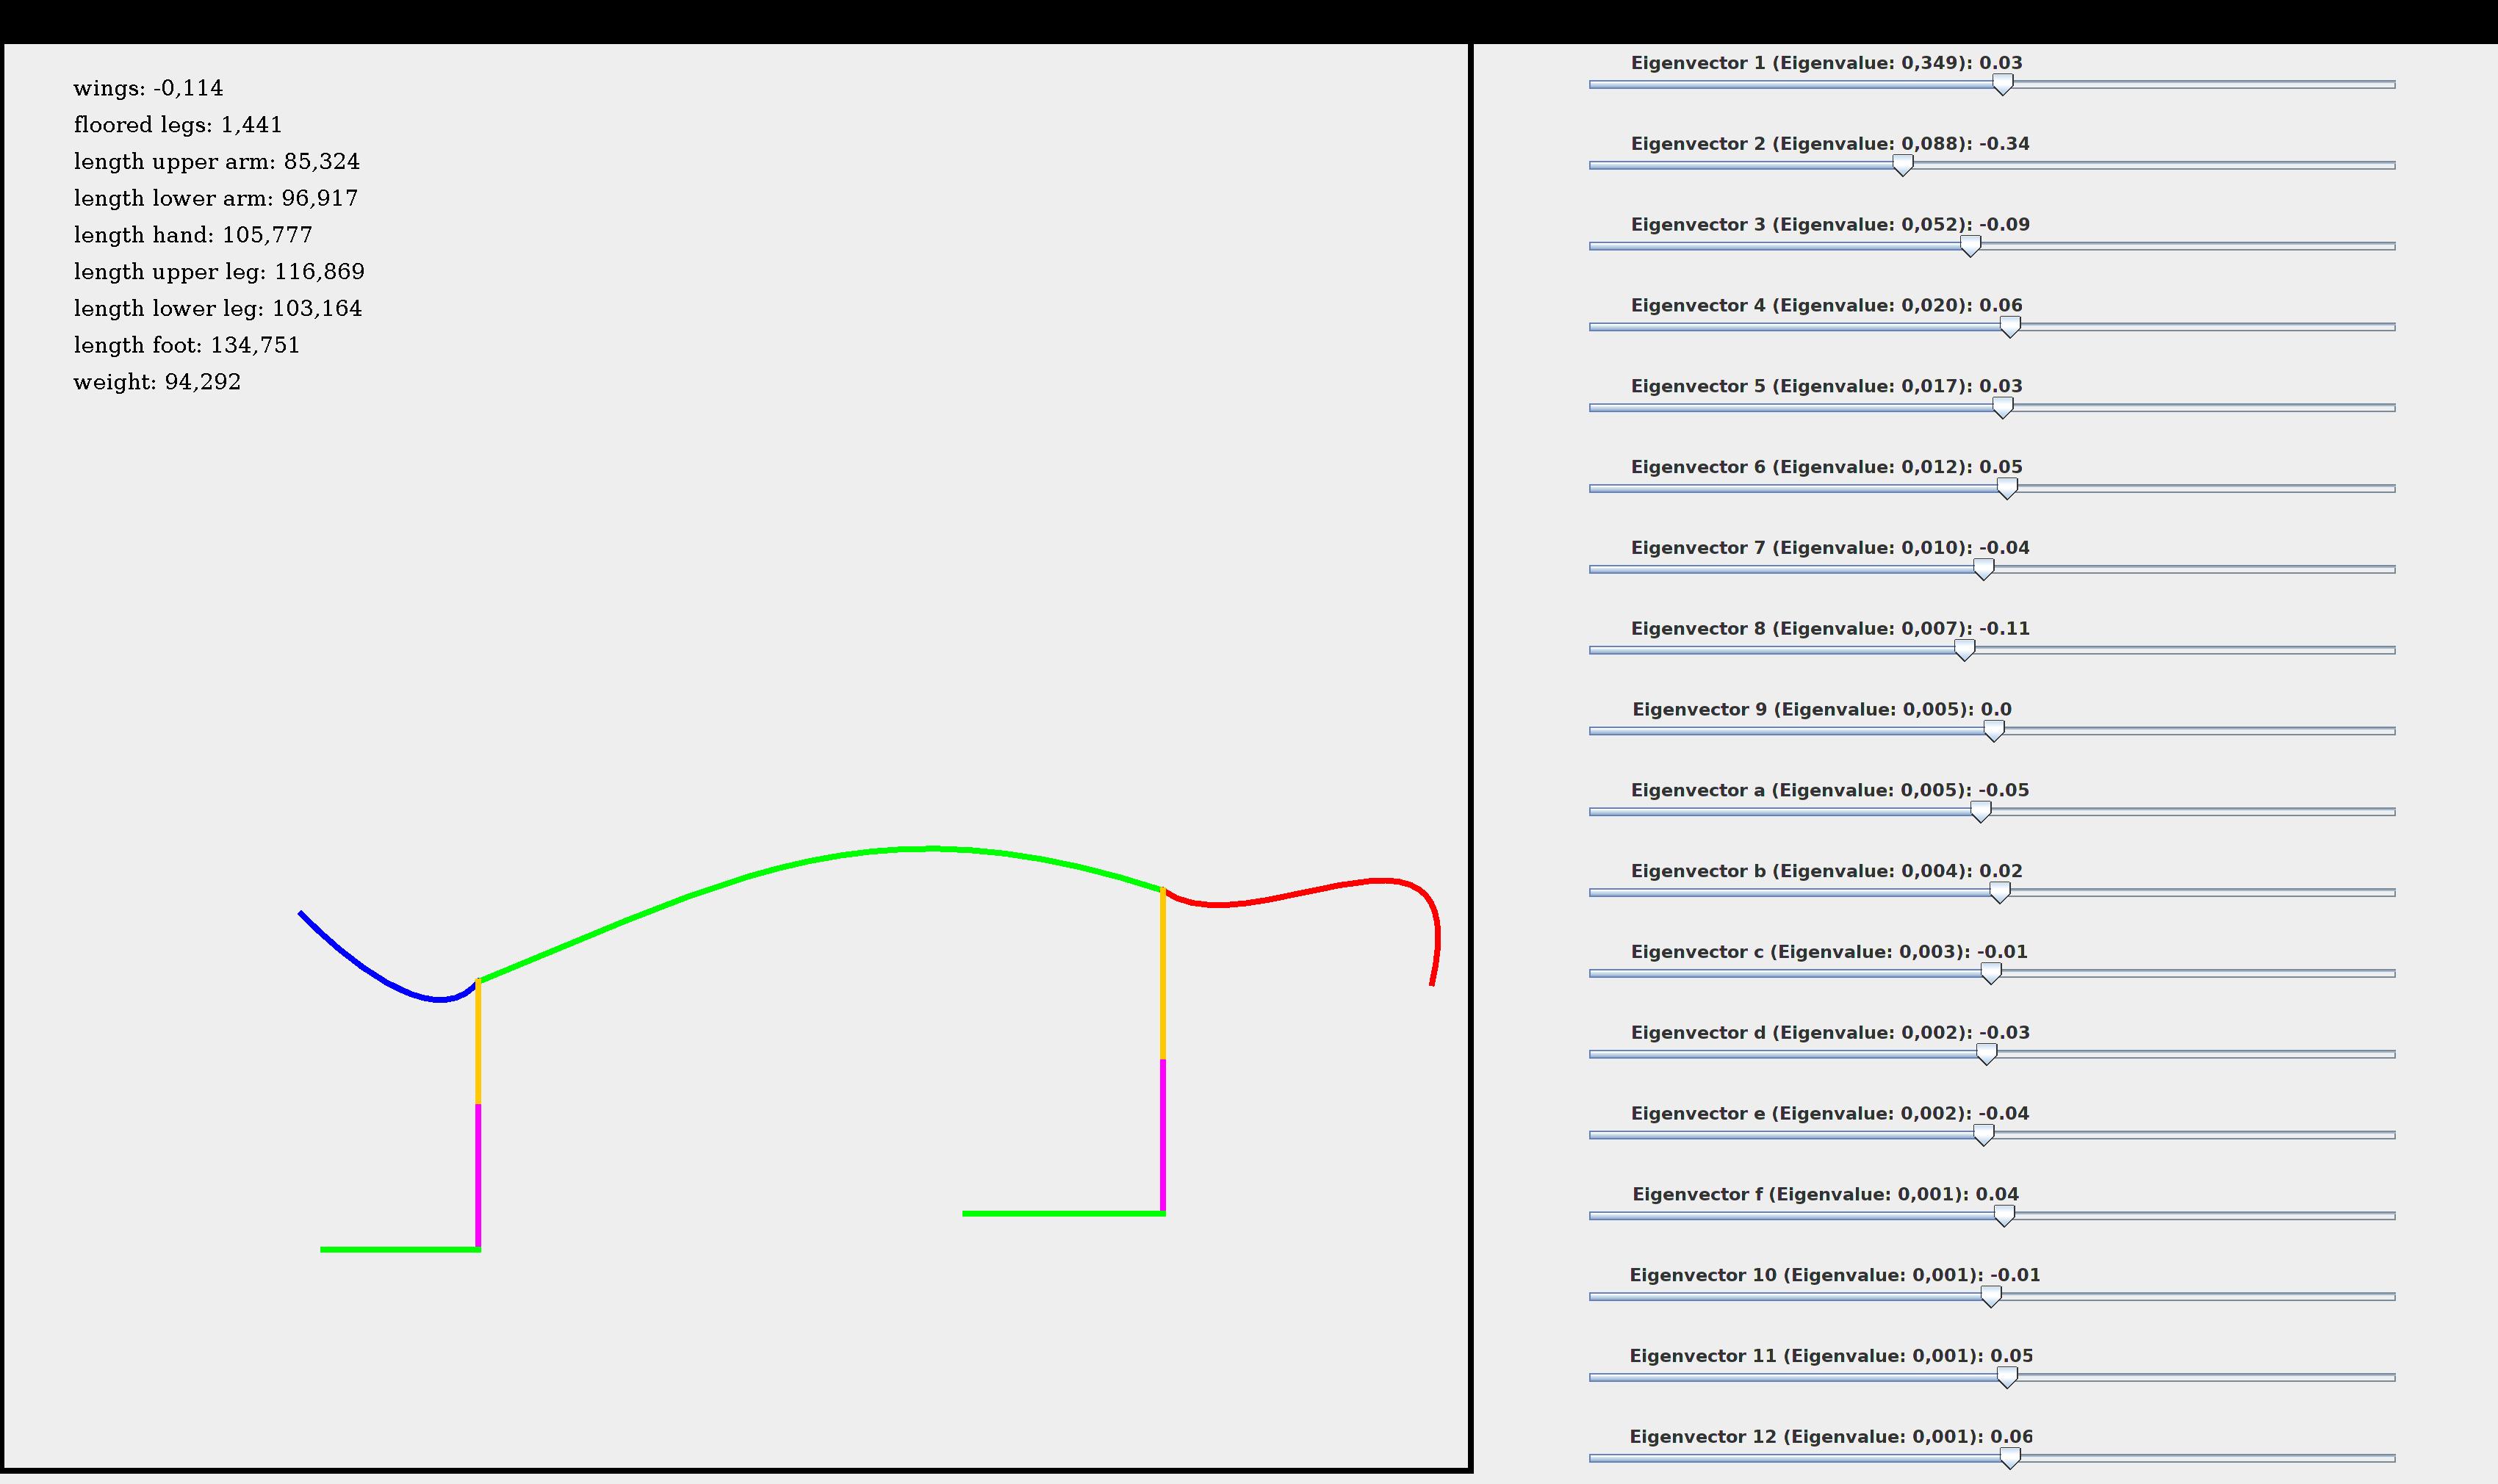 wings: -0,114
floored legs: 1,441
length upper arm: 85,324
length lower arm: 96,917
length hand: 105,777
length upper leg: 116,869
length lower leg: 103,164
length foot: 134,751
weight: 94,292
Eigenvector 1 (Eigenvalue: 0,349): 0.03
Eigenvector 2 (Eigenvalue: 0,088): -0.34
Eigenvector 3 (Eigenvalue: 0,052): -0.09
Eigenvector 4 (Eigenvalue: 0,020): 0.06
Eigenvector 5 (Eigenvalue: 0,017): 0.03
Eigenvector 6 (Eigenvalue: 0,012): 0.05
Eigenvector 7 (Eigenvalue: 0,010): -0.04
Eigenvector 8 (Eigenvalue: 0,007): -0.11
Eigenvector 9 (Eigenvalue: 0,005): 0.0
Eigenvector a (Eigenvalue: 0,005): -0.05
Eigenvector b (Eigenvalue: 0,004): 0.02
Eigenvector c (Eigenvalue: 0,003): -0.01
Eigenvector d (Eigenvalue: 0,002): -0.03
Eigenvector e (Eigenvalue: 0,002): -0.04
Eigenvector f (Eigenvalue: 0,001): 0.04
Eigenvector 10 (Eigenvalue: 0,001): -0.01
Eigenvector 11 (Eigenvalue: 0,001): 0.05
Eigenvector 12 (Eigenvalue: 0,001): 0.06